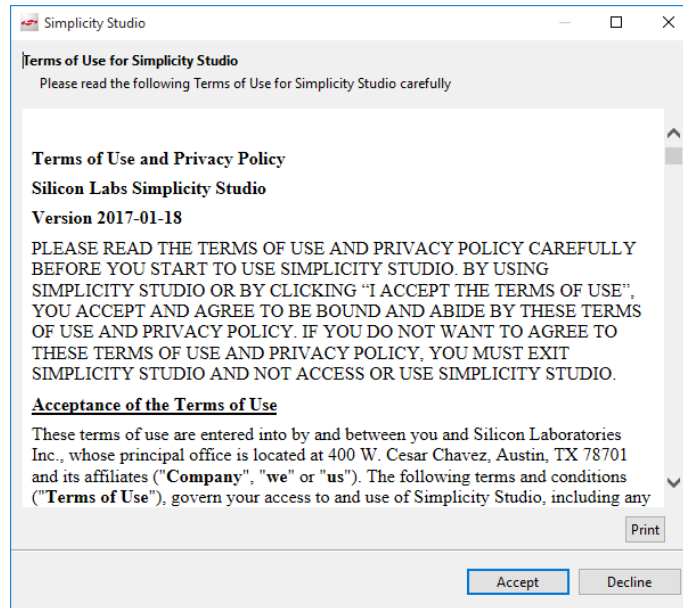 Simplicity Studio
Terms of Use for Simplicity Studio
Please read the following Terms of Use for Simplicity Studio carefully
Terms of Use and Privacy Policy
Silicon Labs Simplicity Studio
Version 2017-01-18
PLEASE READ THE TERMS OF USE AND PRIVACY POLICY CAREFULLY
BEFORE YOU START TO USE SIMPLICITY STUDIO. BY USING
SIMPLICITY STUDIO OR BY CLICKING “I ACCEPT THE TERMS OF USE”,
YOU ACCEPT AND AGREE TO BE BOUND AND ABIDE BY THESE TERMS
OF USE AND PRIVACY POLICY. IF YOU DO NOT WANT TO AGREE TO
THESE TERMS OF USE AND PRIVACY POLICY, YOU MUST EXIT
SIMPLICITY STUDIO AND NOT ACCESS OR USE SIMPLICITY STUDIO.
Acceptance of the Terms of Use
These terms of use are entered into by and between you and Silicon Laboratories
Inc., whose principal office is located at 400 W. Cesar Chavez, Austin, TX 78701
and its affiliates ("Company", "we" or "us"). The following terms and conditions
("Terms of Use"), govern your access to and use of Simplicity Studio, including any
Print
Accept
Decline